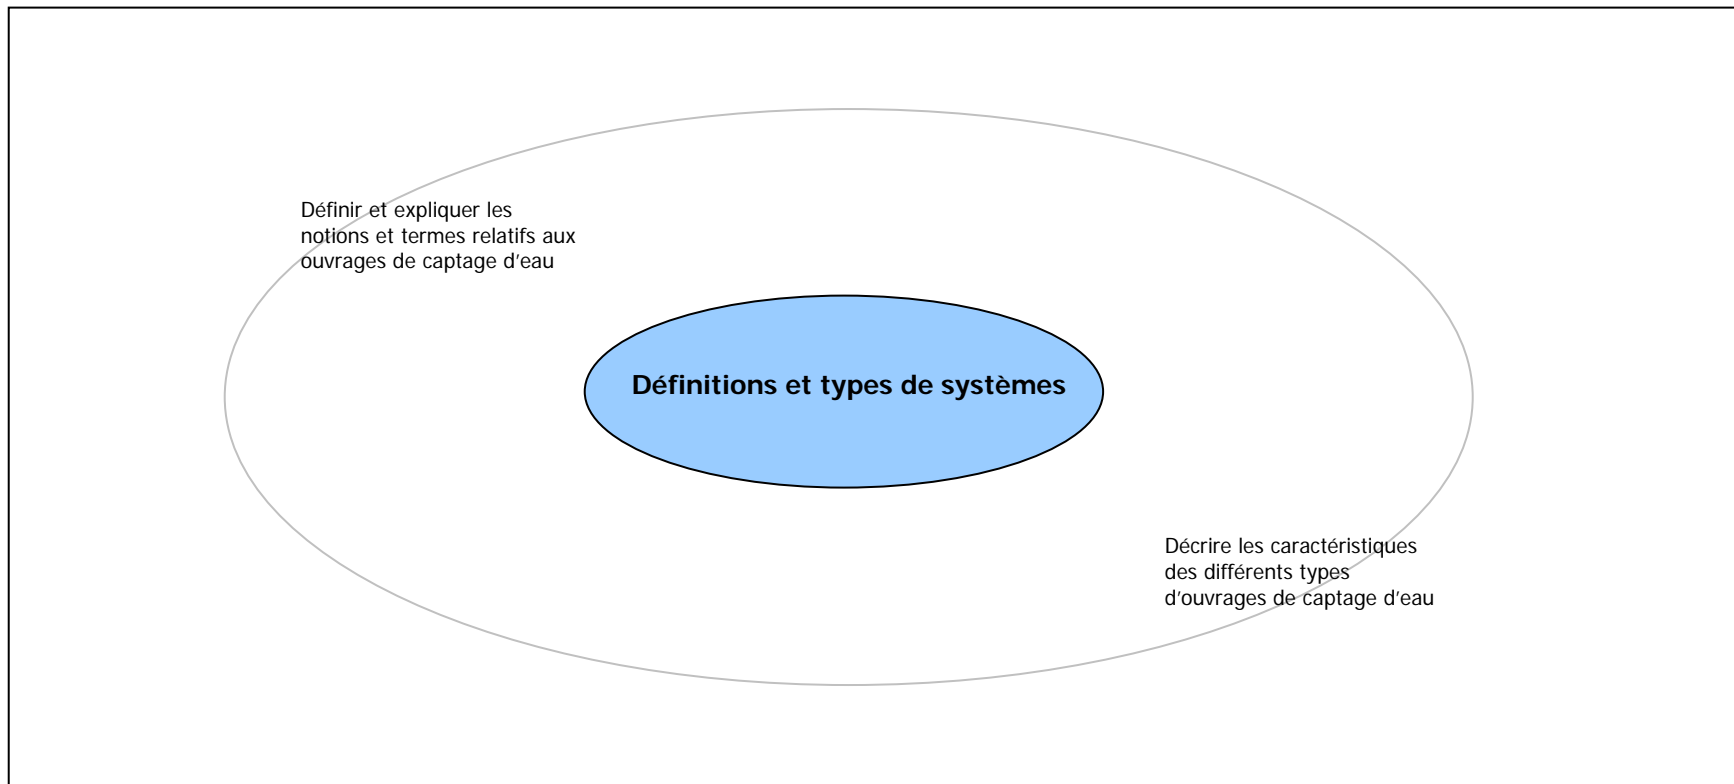 Définir et expliquer les
notions et termes relatifs aux
ouvrages de captage d’eau
Définitions et types de systèmes
Décrire les caractéristiques
des différents types
d’ouvrages de captage d’eau